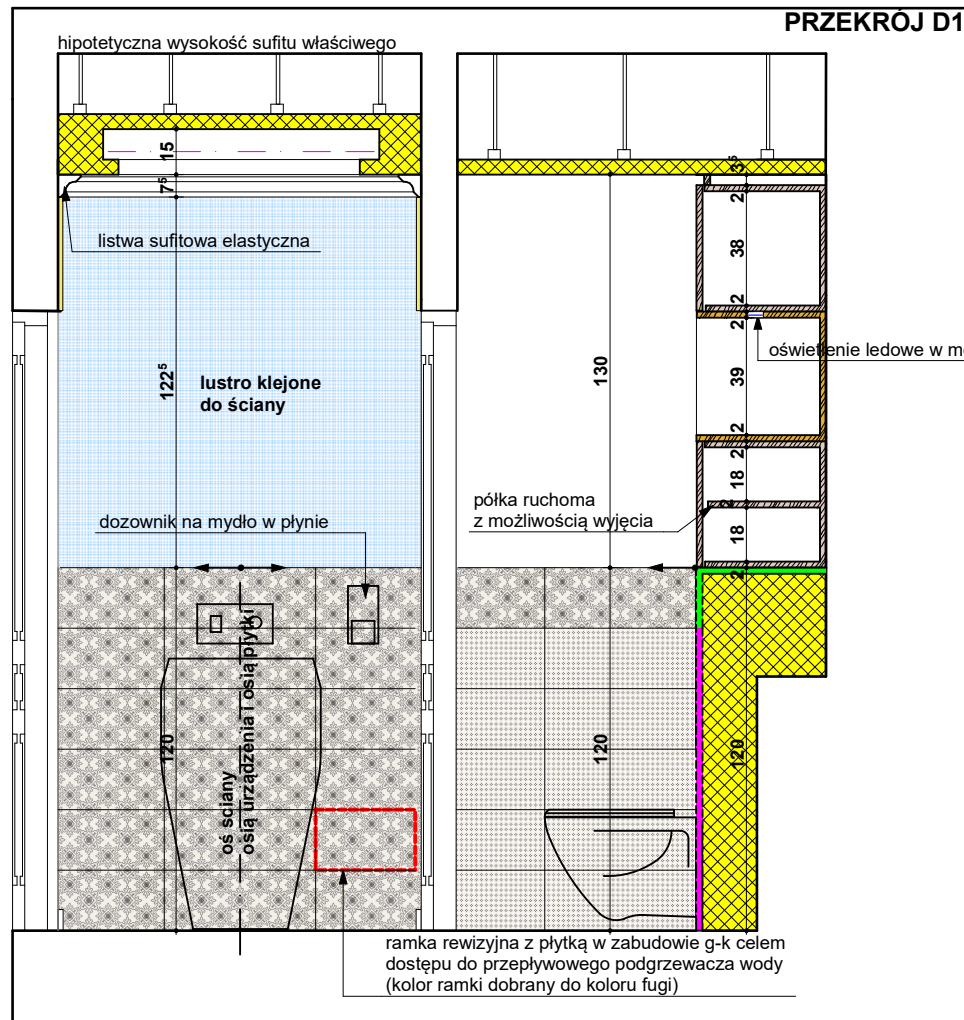 PRZEKRÓJ D1
hipotetyczna wysokość sufitu właściwego
15
7⁵
listwa sufitowa elastyczna
122⁵
lustro klejone
do ściany
dozownik na mydło w płynie
120
oś ściany
osią urządzenia i osią płytki
130
120
3⁵
2
38
2
2
oświetlenie ledowe w me
39
2
2
18
półka ruchoma
z możliwością wyjęcia
2
18
2
120
ramka rewizyjna z płytką w zabudowie g-k celem
dostępu do przepływowego podgrzewacza wody
(kolor ramki dobrany do koloru fugi)